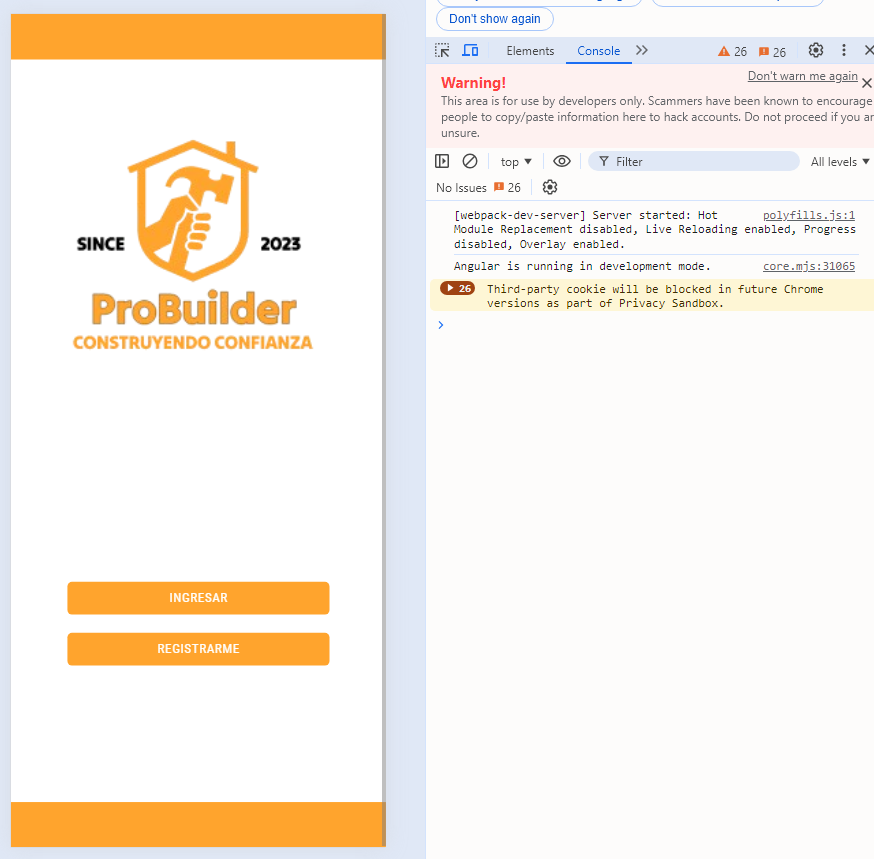 SINCE
2023
ProBuilder
CONSTRUYENDO CONFIANZA
INGRESAR
REGISTRARME
Don't show again
Elements
Console
26
26
Warning!
Don't warn me again
This area is for use by developers only. Scammers have been known to encourage
people to copy/paste information here to hack accounts. Do not proceed if you
unsure.
top
Filter
All levels
No Issues
26
[webpack-dev-server] Server started: Hot
polyfills.js:1
Module Replacement disabled, Live Reloading enabled, Progress
disabled, Overlay enabled.
Angular is running in development mode.
core.mjs:31065
26
Third-party cookie will be blocked in future Chrome
versions as part of Privacy Sandbox.